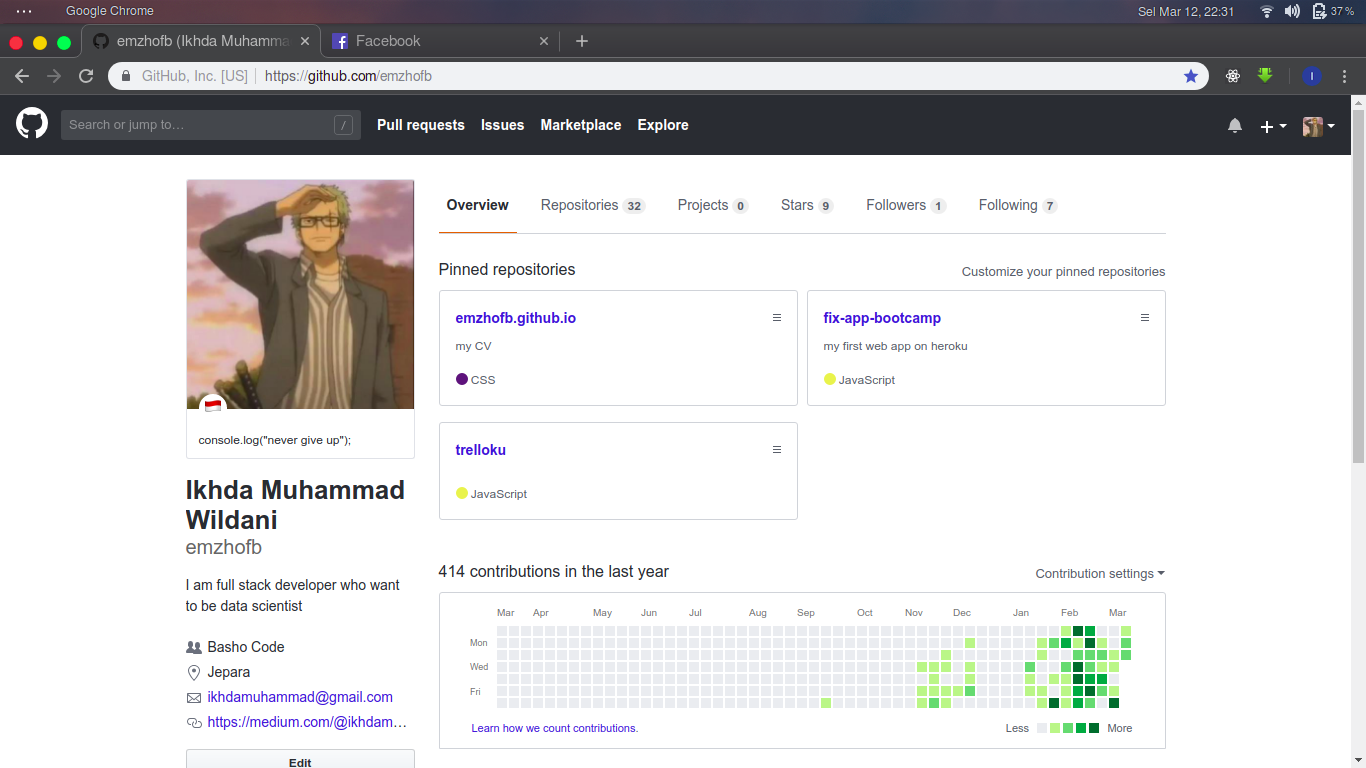 Google Chrome
Sel Mar 12, 22:31
37 %
emzhofb (Ikhda Muhamma
Facebook
GitHub, Inc. [US]
https://github.com/emzhofb
I
Search or jump to…
/
Pull requests
Issues
Marketplace
Explore
Overview
Repositories 32
Projects 0
Stars 9
Followers 1
Following 7
console.log("never give up");
Ikhda Muhammad
Wildani
emzhofb
I am full stack developer who want
to be data scientist
Basho Code
Jepara
ikhdamuhammad@gmail.com
https://medium.com/@ikhdam…
Edit
Pinned repositories
Customize your pinned repositories
emzhofb.github.io
my CV
CSS
fix-app-bootcamp
my first web app on heroku
JavaScript
trelloku
JavaScript
414 contributions in the last year
Contribution settings
Mar Apr May Jun Jul Aug Sep Oct Nov Dec Jan Feb Mar
Mon
Wed
Fri
Learn how we count contributions.
Less
More